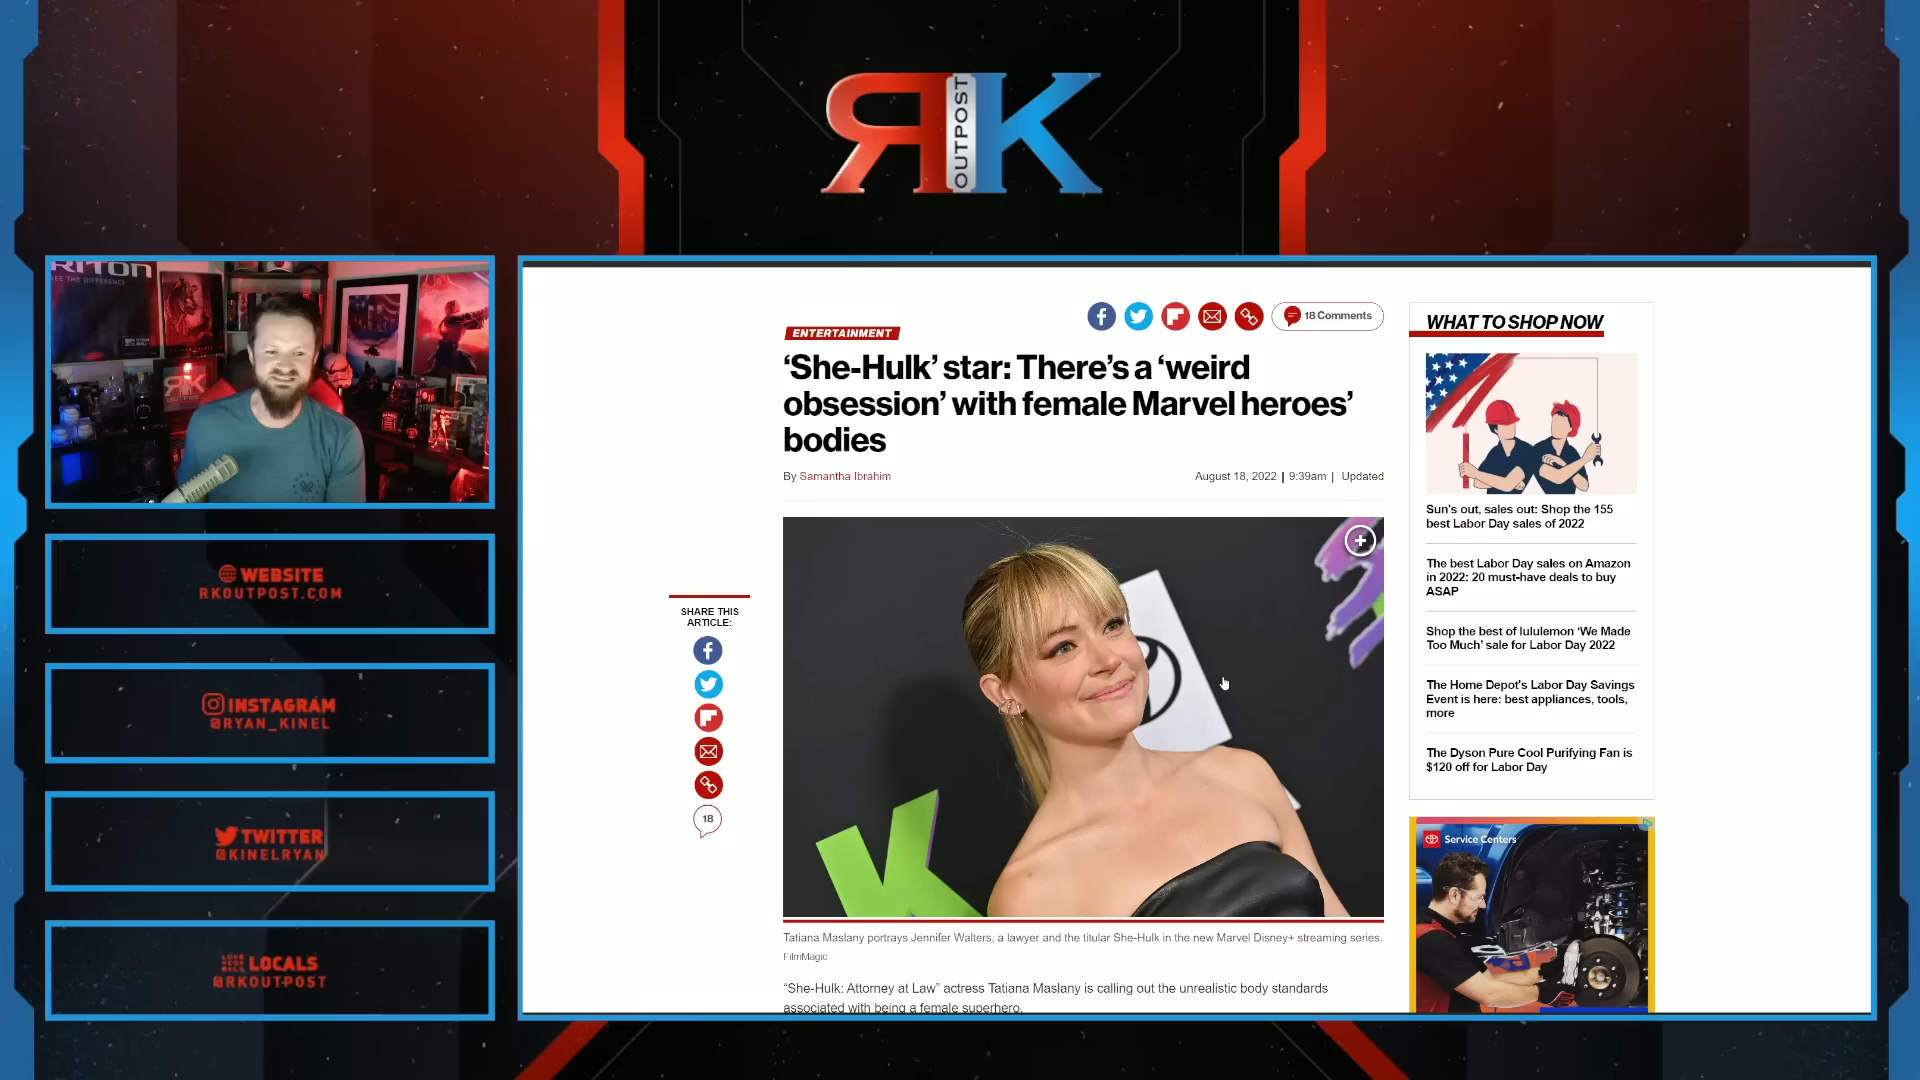 RK
OUTPOST
RITON
SEE THE DIFFERENCE
WEBSITE
RKOUTPOST.COM
INSTAGRAM
@RYAN_KINEL
TWITTER
@KINELRYAN
LOCALS
@RKOUTPOST
18 Comments
ENTERTAINMENT
‘She-Hulk’ star: There’s a ‘weird
obsession’ with female Marvel heroes’
bodies
By Samantha Ibrahim
August 18, 2022 | 9:39am | Updated
SHARE THIS
ARTICLE:
18
K
Tatiana Maslany portrays Jennifer Walters, a lawyer and the titular She-Hulk in the new Marvel Disney+ streaming series.
FilmMagic
“She-Hulk: Attorney at Law” actress Tatiana Maslany is calling out the unrealistic body standards
associated with being a female superhero.
WHAT TO SHOP NOW
Sun's out, sales out: Shop the 155
best Labor Day sales of 2022
The best Labor Day sales on Amazon
in 2022: 20 must-have deals to buy
ASAP
Shop the best of lululemon ‘We Made
Too Much’ sale for Labor Day 2022
The Home Depot's Labor Day Savings
Event is here: best appliances, tools,
more
The Dyson Pure Cool Purifying Fan is
$120 off for Labor Day
Service Centers